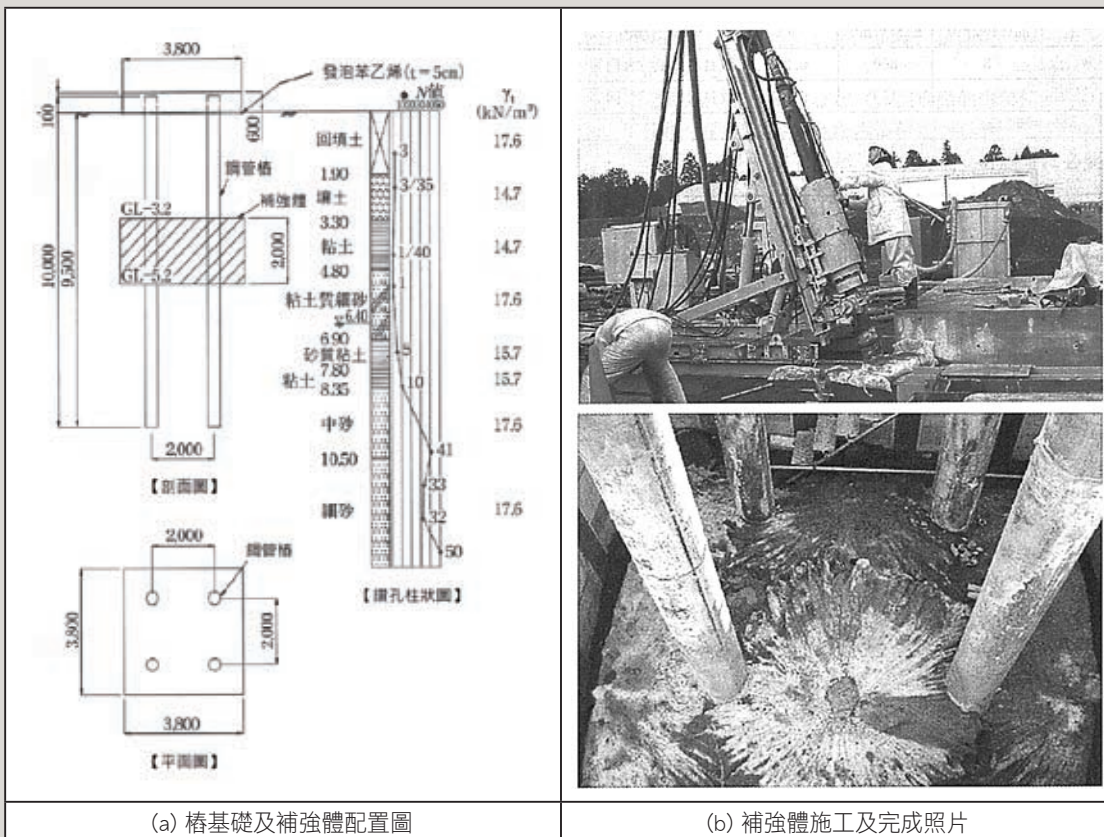 3,800
發泡苯乙烯(t=5cm)
N值
γt
(kN/m³)
100
600
回填土
17.6
3
鋼管樁
1.90
3/35
壤土
14.7
補強體
GL-3.2
3.30
粘土
1/40
14.7
2,000
10,000
9,500
GL-5.2
4.80
1
粘土質細砂
17.6
6.40
6.90
5
砂質粘土
15.7
7.80
粘土
10
15.7
8.35
中砂
17.6
41
2,000
10.50
【剖面圖】
33
細砂
32
17.6
50
2,000
鋼管樁
【鑽孔柱狀圖】
3,800
2,000
3,800
【平面圖】
(a) 樁基礎及補強體配置圖
(b) 補強體施工及完成照片